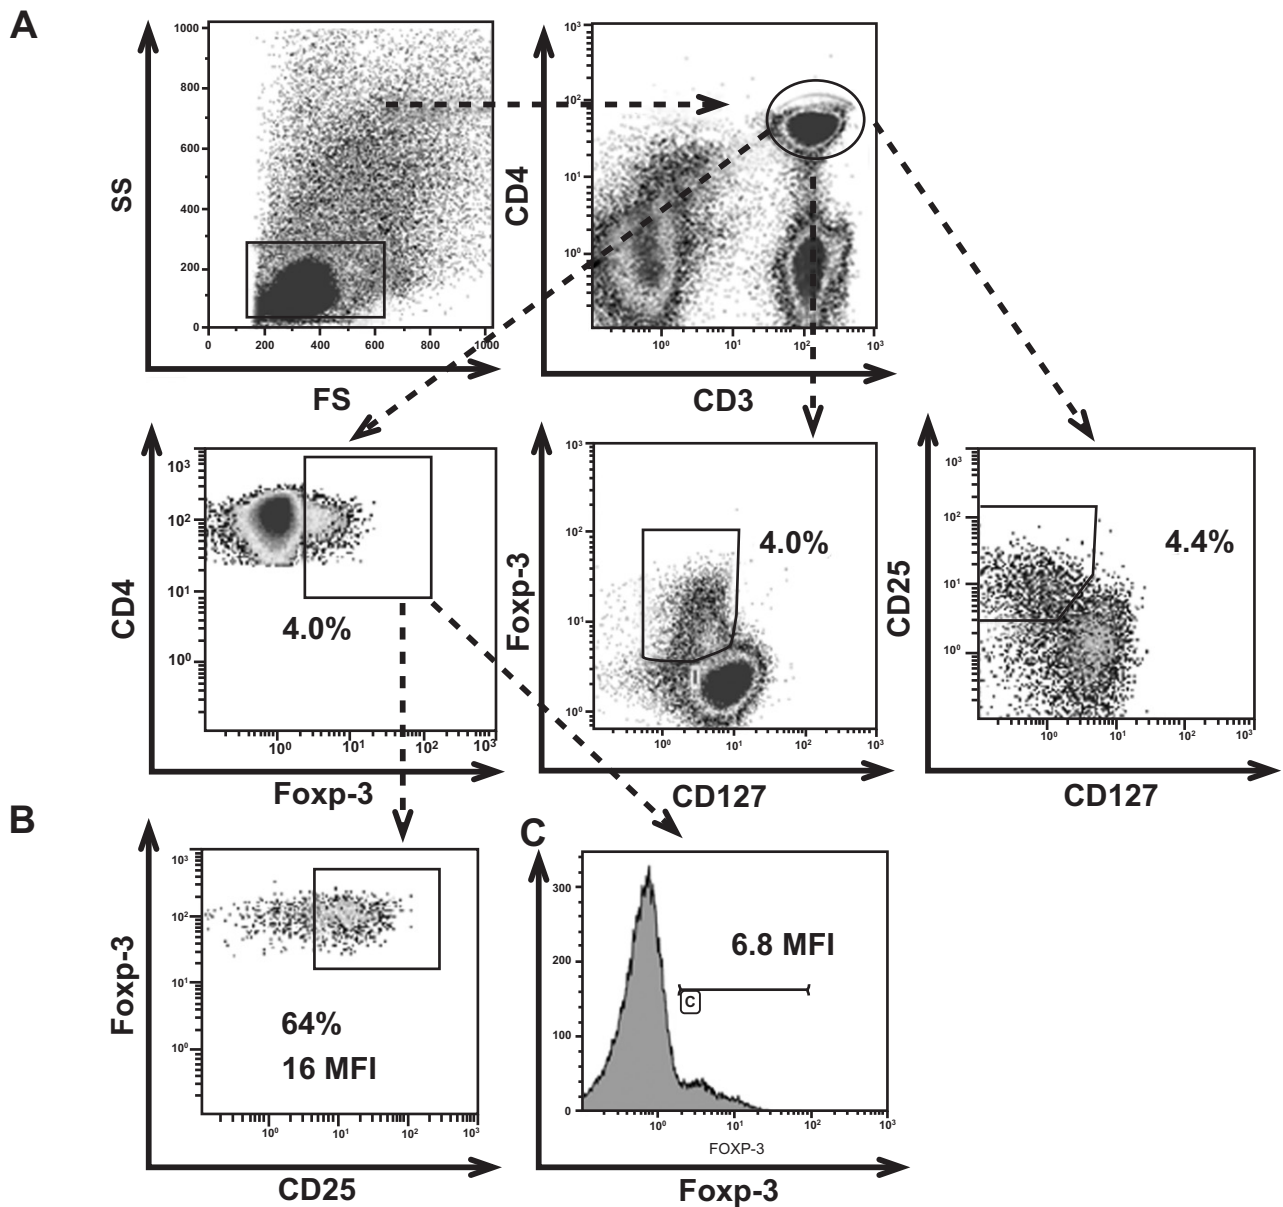 A
1000
800
600
400
200
0
0 200 400 600 800 1000
SS
FS
10³
10²
10¹
10⁰
10⁰ 10¹ 10² 10³
CD4
CD3
10³
10²
10¹
10⁰
10⁰ 10¹ 10² 10³
4.0%
CD4
Foxp-3
10³
10²
10¹
10⁰
10⁰ 10¹ 10² 10³
4.0%
Foxp-3
CD127
10³
10²
10¹
10⁰
10⁰ 10¹ 10² 10³
4.4%
CD25
CD127
B
10³
10²
10¹
10⁰
10⁰ 10¹ 10² 10³
64%
16 MFI
Foxp-3
CD25
C
300
200
100
0
10⁰ 10¹ 10² 10³
6.8 MFI
C
FOXP-3
Foxp-3